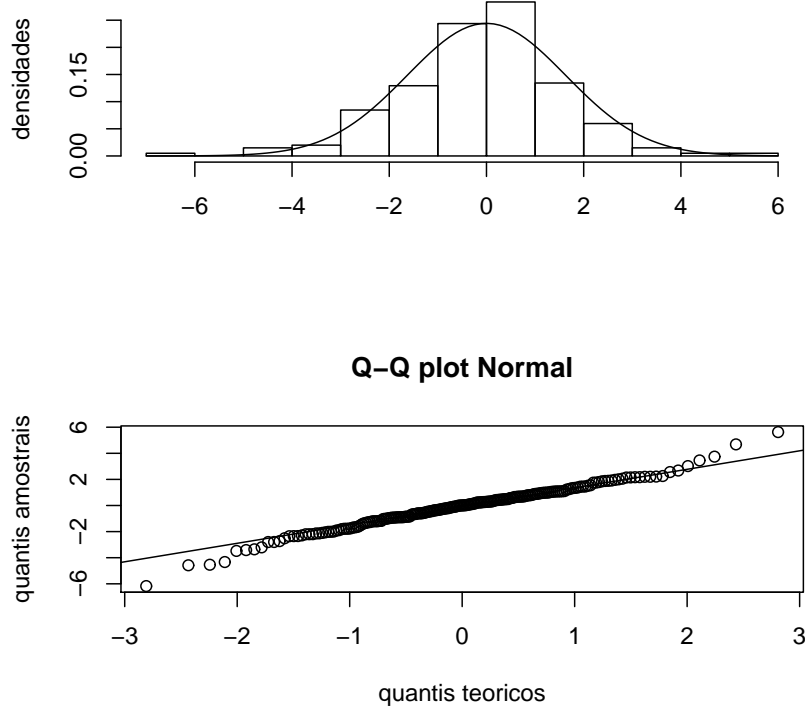 densidades
0.00 0.15
−6 −4 −2 0 2 4 6
Q−Q plot Normal
quantis amostrais
−6 −2 2 6
−3 −2 −1 0 1 2 3
quantis teoricos